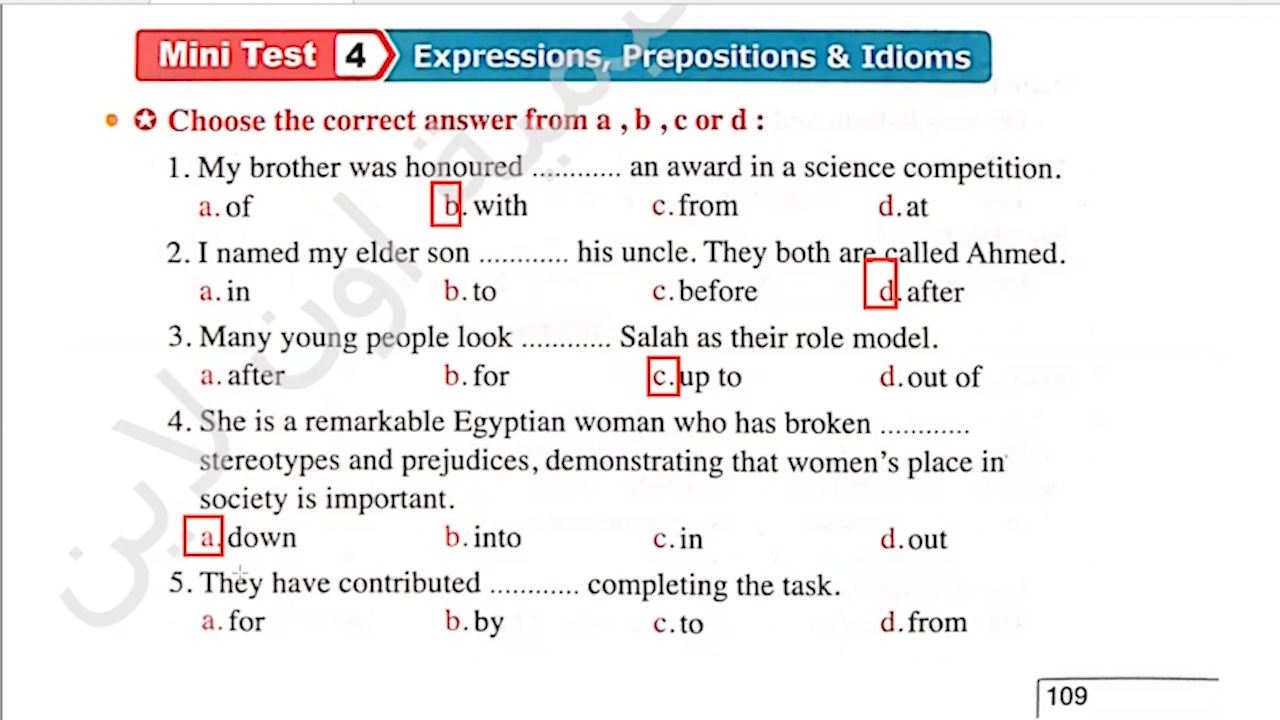 Mini Test 4 Expressions, Prepositions & Idioms
Choose the correct answer from a , b , c or d :
1. My brother was honoured ............ an award in a science competition.
a. of b. with c. from d. at
2. I named my elder son ............ his uncle. They both are called Ahmed.
a. in b. to c. before d. after
3. Many young people look ............ Salah as their role model.
a. after b. for c. up to d. out of
4. She is a remarkable Egyptian woman who has broken ............
stereotypes and prejudices, demonstrating that women's place in
society is important.
a. down b. into c. in d. out
5. They have contributed ............ completing the task.
a. for b. by c. to d. from
109
اون لاين